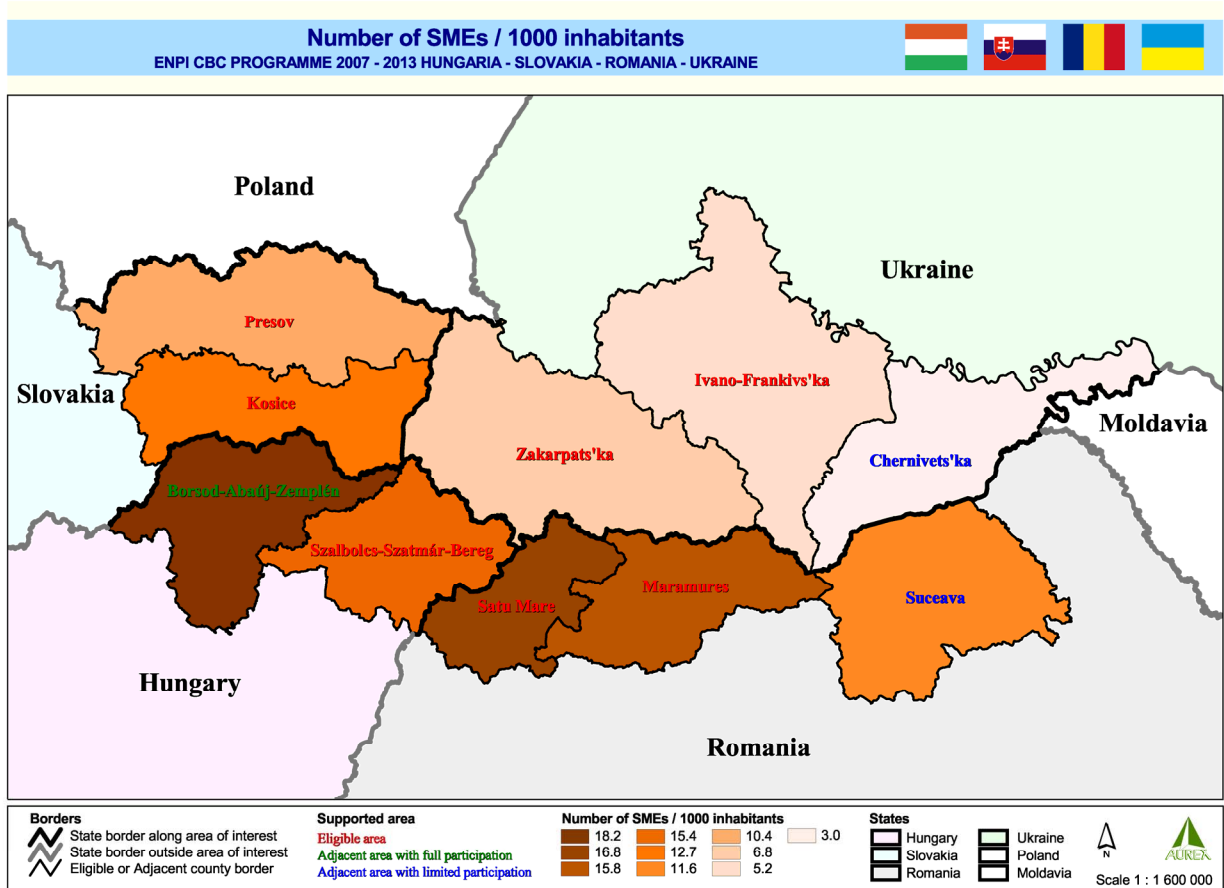 Number of SMEs / 1000 inhabitants
ENPI CBC PROGRAMME 2007 - 2013 HUNGARIA - SLOVAKIA - ROMANIA - UKRAINE
Poland
Ukraine
Presov
Ivano-Frankivs'ka
Slovakia
Kosice
Moldavia
Zakarpats'ka
Chernivets'ka
Borsod-Abaúj-Zemplén
Szalbolcs-Szatmár-Bereg
Maramures
Suceava
Satu Mare
Hungary
Romania
Borders
State border along area of interest
State border outside area of interest
Eligible or Adjacent county border
Supported area
Eligible area
Adjacent area with full participation
Adjacent area with limited participation
Number of SMEs / 1000 inhabitants
18.2 15.4 10.4 3.0
16.8 12.7 6.8
15.8 11.6 5.2
States
Hungary Ukraine
Slovakia Poland
Romania Moldavia
N
AUREX
Scale 1 : 1 600 000